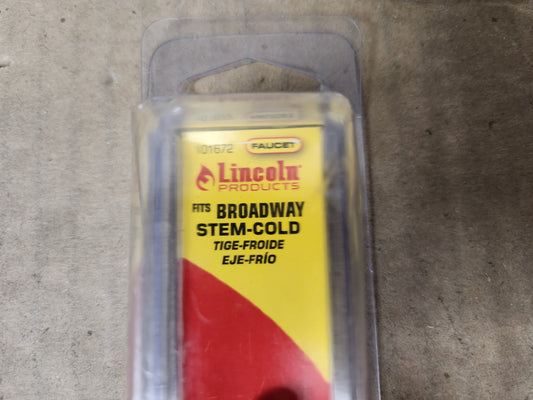 101672 FAUCET
Lincoln
PRODUCTS
FITS BROADWAY
STEM-COLD
TIGE-FROIDE
EJE-FRÍO